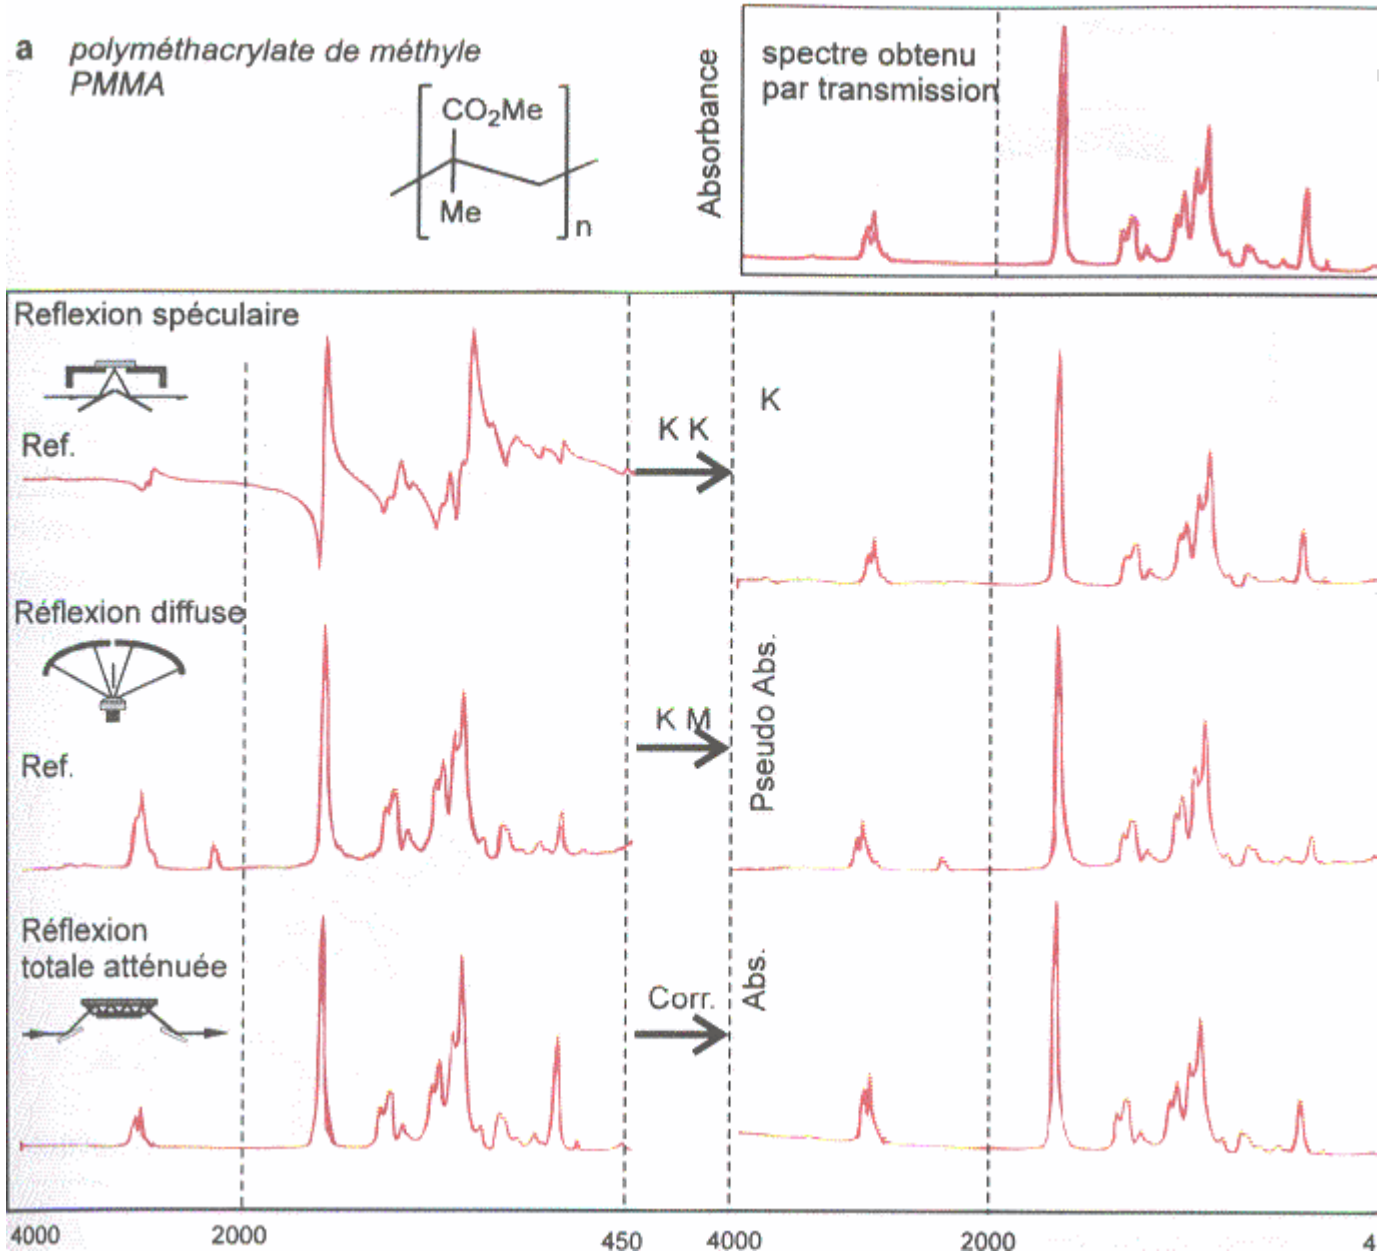 a polyméthacrylate de méthyle
PMMA
CO₂Me
Me
n
Absorbance
spectre obtenu
par transmission
Reflexion spéculaire
Ref.
K K
K
Réflexion diffuse
Ref.
K M
Pseudo Abs.
Réflexion
totale atténuée
Corr.
Abs.
4000 2000 450 4000 2000 4